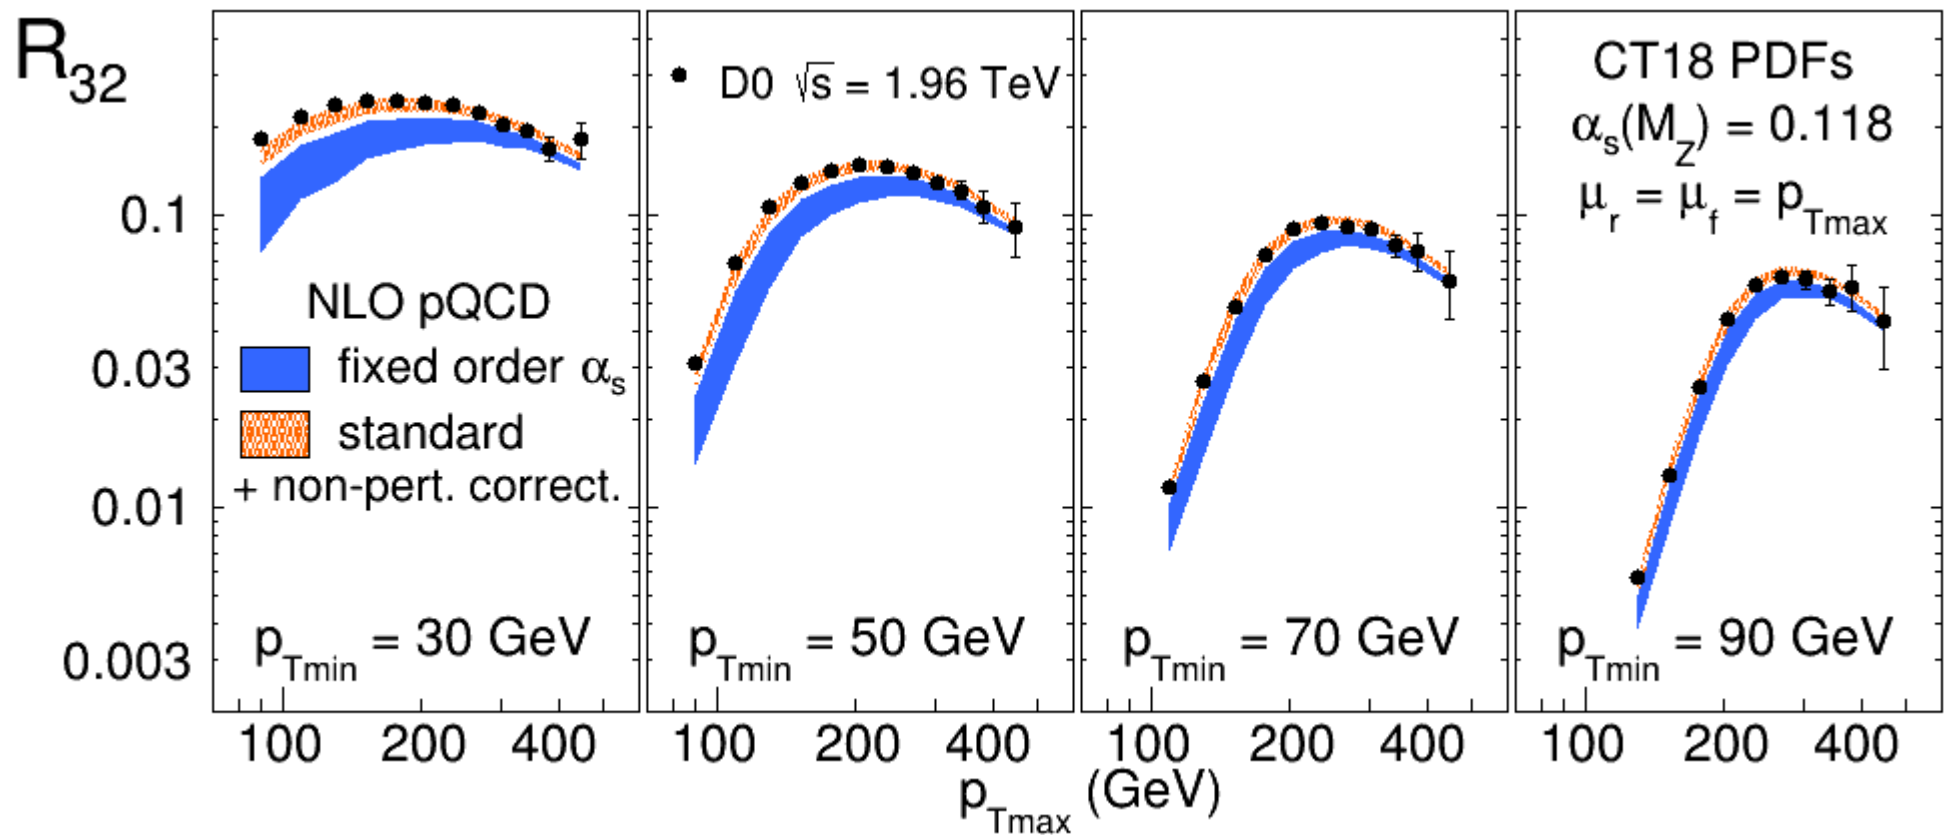 R32
0.1
0.03
0.01
0.003
NLO pQCD
fixed order αs
standard
+ non-pert. correct.
pTmin = 30 GeV
100 200 400
D0 √s = 1.96 TeV
pTmin = 50 GeV
100 200 400
pTmin = 70 GeV
100 200 400
CT18 PDFs
αs(MZ) = 0.118
μr = μf = pTmax
pTmin = 90 GeV
100 200 400
pTmax (GeV)